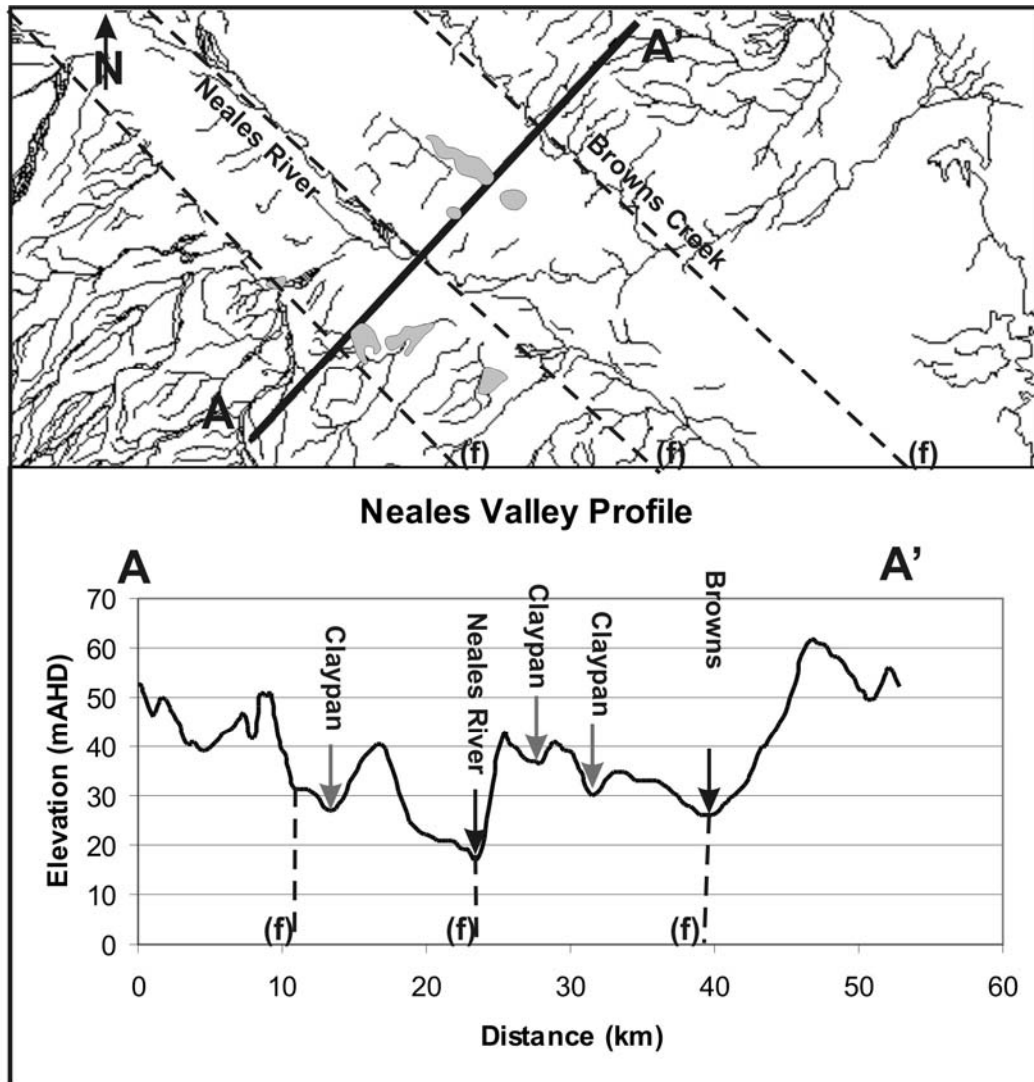 N
A'
Neales River
Browns Creek
A
(f)
(f)
(f)
Neales Valley Profile
A
A’
Claypan
Neales River
Claypan
Claypan
Browns
Elevation (mAHD)
70
60
50
40
30
20
10
0
(f)
(f)
(f)
0
10
20
30
40
50
60
Distance (km)